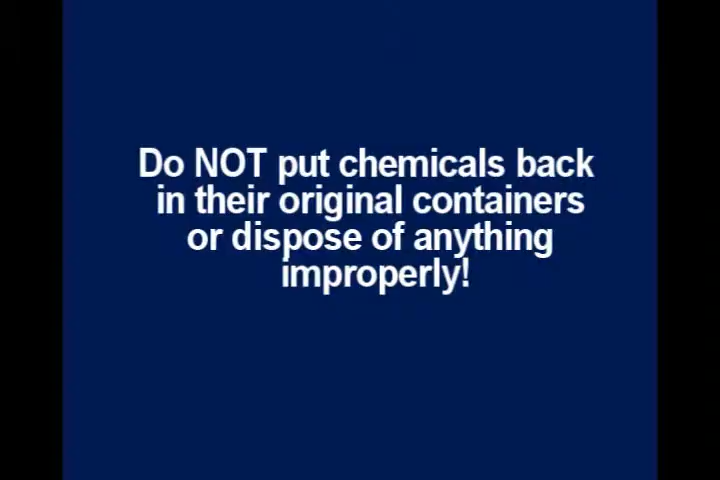 Do NOT put chemicals back
in their original containers
or dispose of anything
improperly!